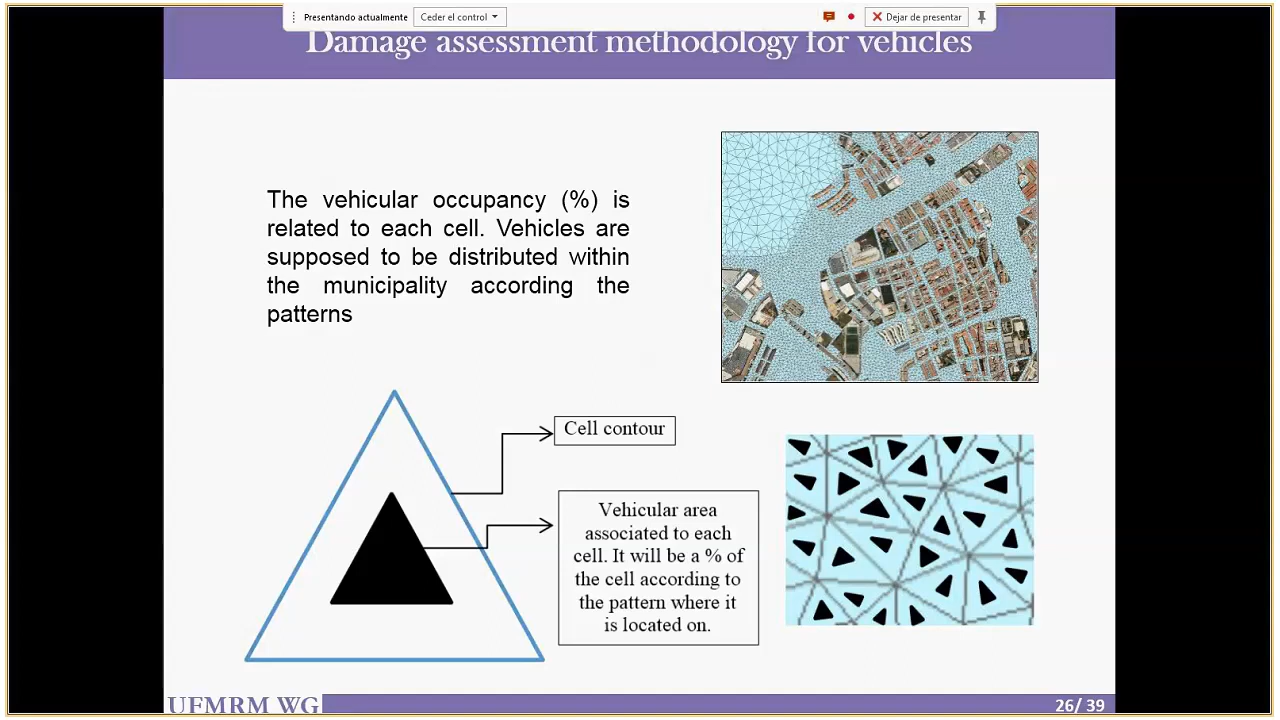 Presentando actualmente
Ceder el control
Dejar de presentar
Damage assessment methodology for vehicles
The vehicular occupancy (%) is
related to each cell. Vehicles are
supposed to be distributed within
the municipality according the
patterns
Cell contour
Vehicular area
associated to each
cell. It will be a % of
the cell according to
the pattern where it
is located on.
UFMRM WG
26/ 39